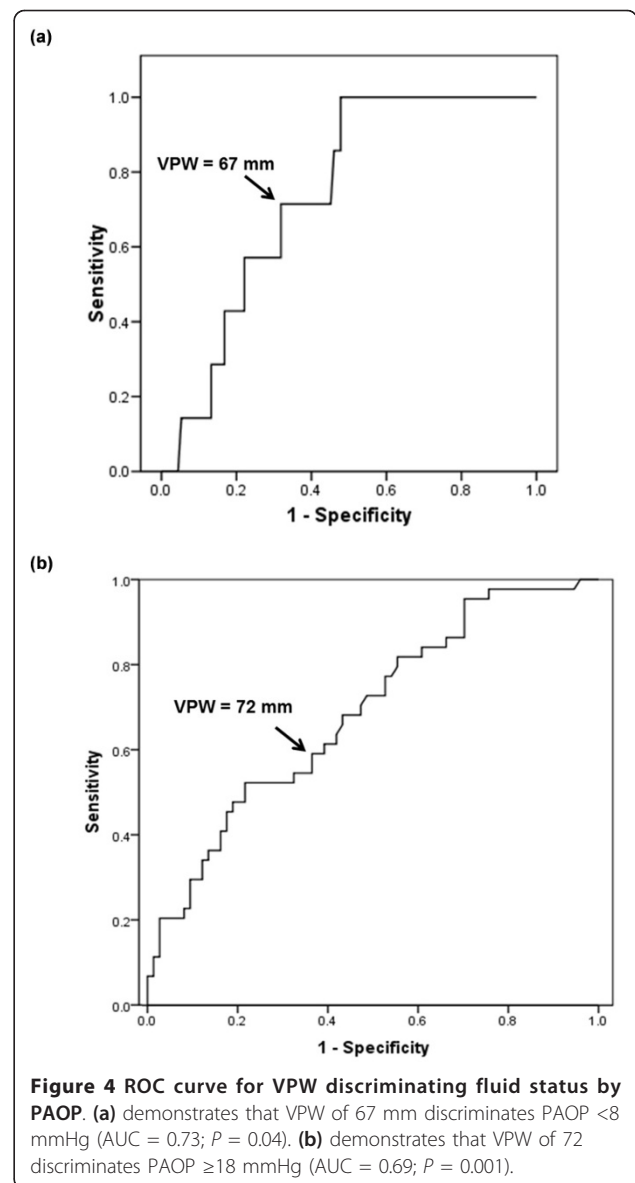 (a)
1.0
0.8
0.6
0.4
0.2
0.0
Sensitivity
VPW = 67 mm
0.0 0.2 0.4 0.6 0.8 1.0
1 - Specificity
(b)
1.0
0.8
0.6
0.4
0.2
0.0
Sensitivity
VPW = 72 mm
0.0 0.2 0.4 0.6 0.8 1.0
1 - Specificity
Figure 4 ROC curve for VPW discriminating fluid status by
PAOP. (a) demonstrates that VPW of 67 mm discriminates PAOP <8
mmHg (AUC = 0.73; P = 0.04). (b) demonstrates that VPW of 72
discriminates PAOP ≥18 mmHg (AUC = 0.69; P = 0.001).